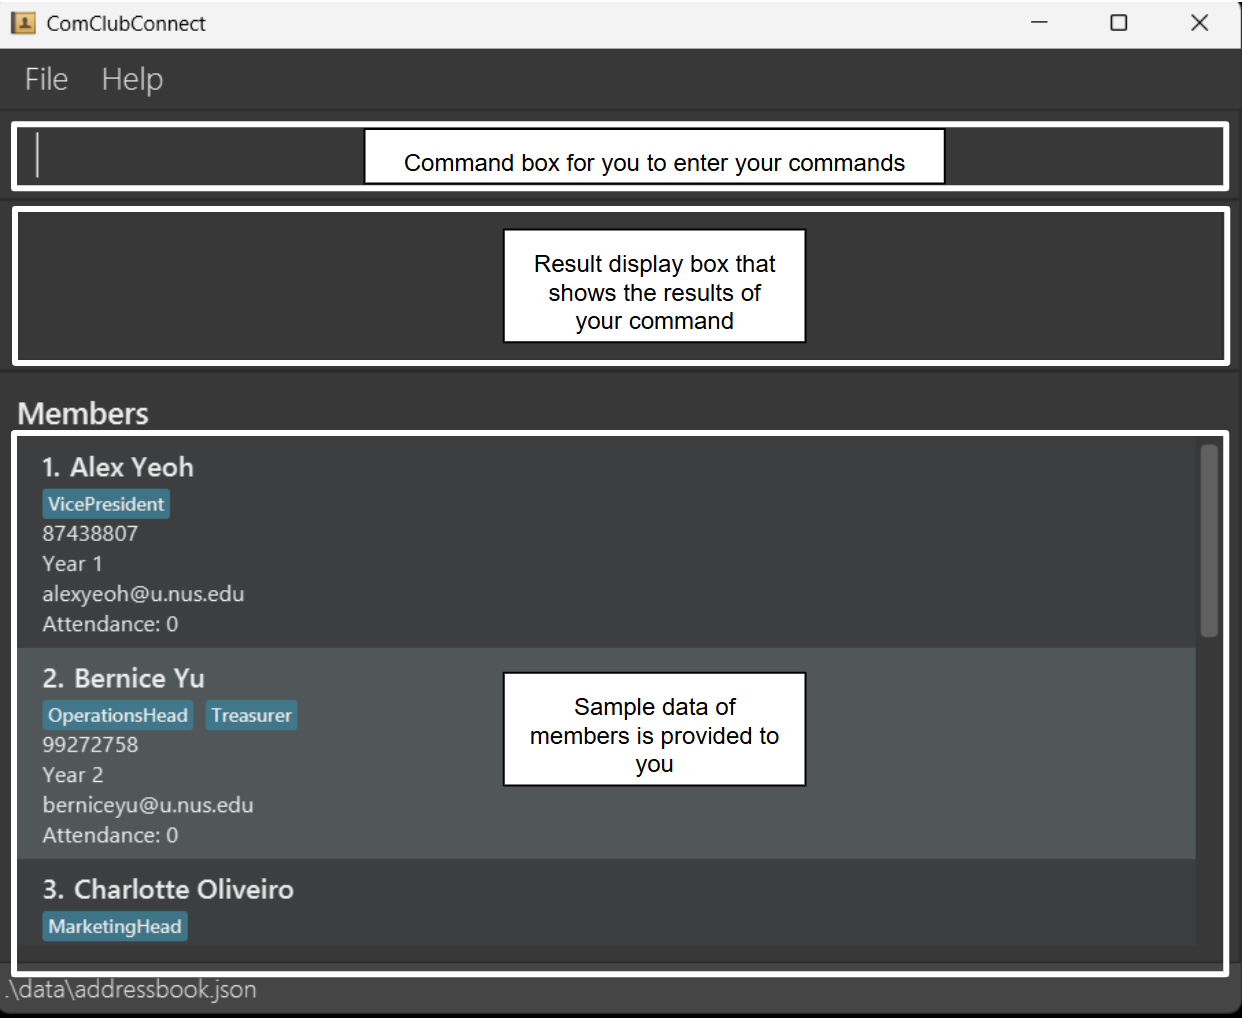 ComClubConnect
File Help
Command box for you to enter your commands
Result display box that
shows the results of
your command
Members
1. Alex Yeoh
VicePresident
87438807
Year 1
alexyeoh@u.nus.edu
Attendance: 0
2. Bernice Yu
OperationsHead Treasurer
99272758
Year 2
berniceyu@u.nus.edu
Attendance: 0
Sample data of
members is provided to
you
3. Charlotte Oliveiro
MarketingHead
.\data\addressbook.json